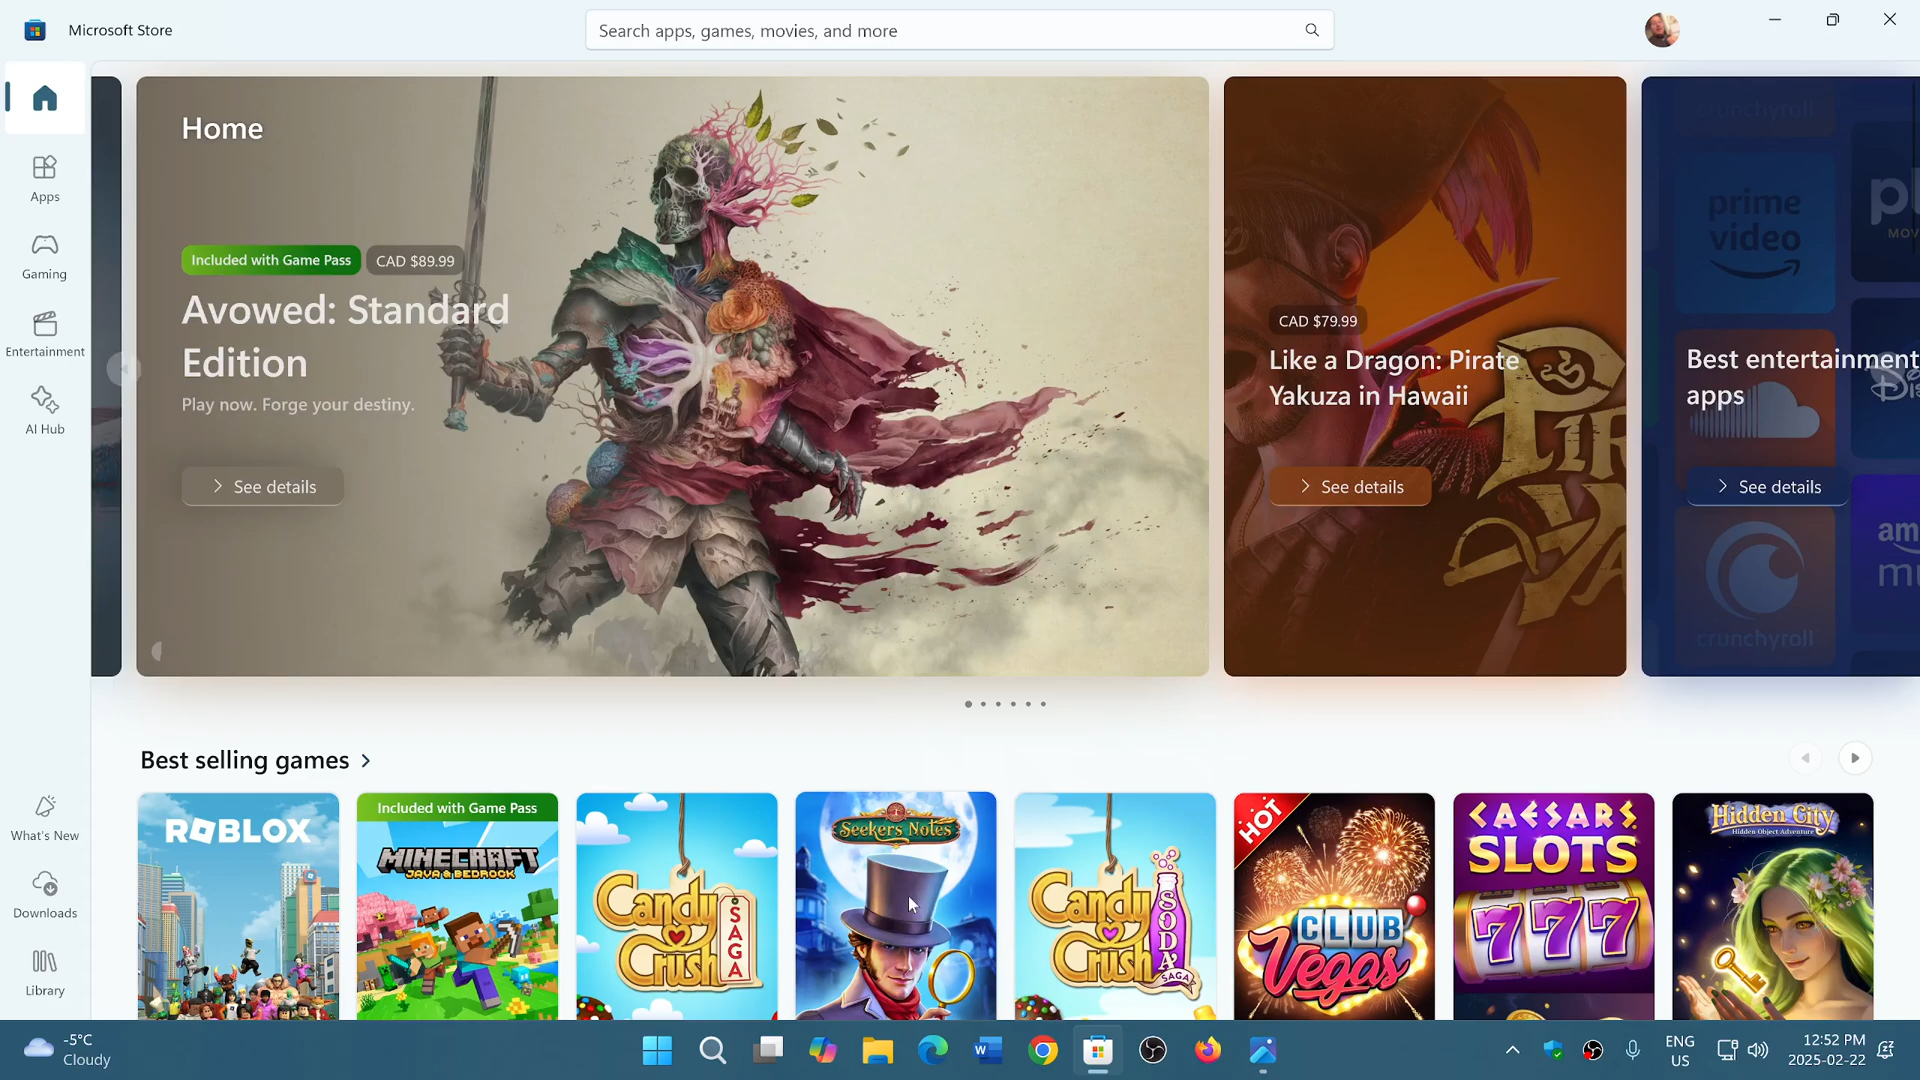 Microsoft Store
Search apps, games, movies, and more
Home
Apps
Gaming
Entertainment
AI Hub
What's New
Downloads
Library
Included with Game Pass
CAD $89.99
Avowed: Standard
Edition
Play now. Forge your destiny.
See details
CAD $79.99
Like a Dragon: Pirate
Yakuza in Hawaii
See details
crunchyroll
prime
video
Best entertainment
apps
See details
crunchyroll
Best selling games
ROBLOX
Included with Game Pass
MINECRAFT
JAVA & BEDROCK
Candy
Crush
SAGA
Seekers Notes
Candy
Crush
SODA
SAGA
HOT
CLUB
Vegas
CAESARS
SLOTS
777
Hidden City
Hidden Object Adventure
-5°C
Cloudy
ENG
US
12:52 PM
2025-02-22